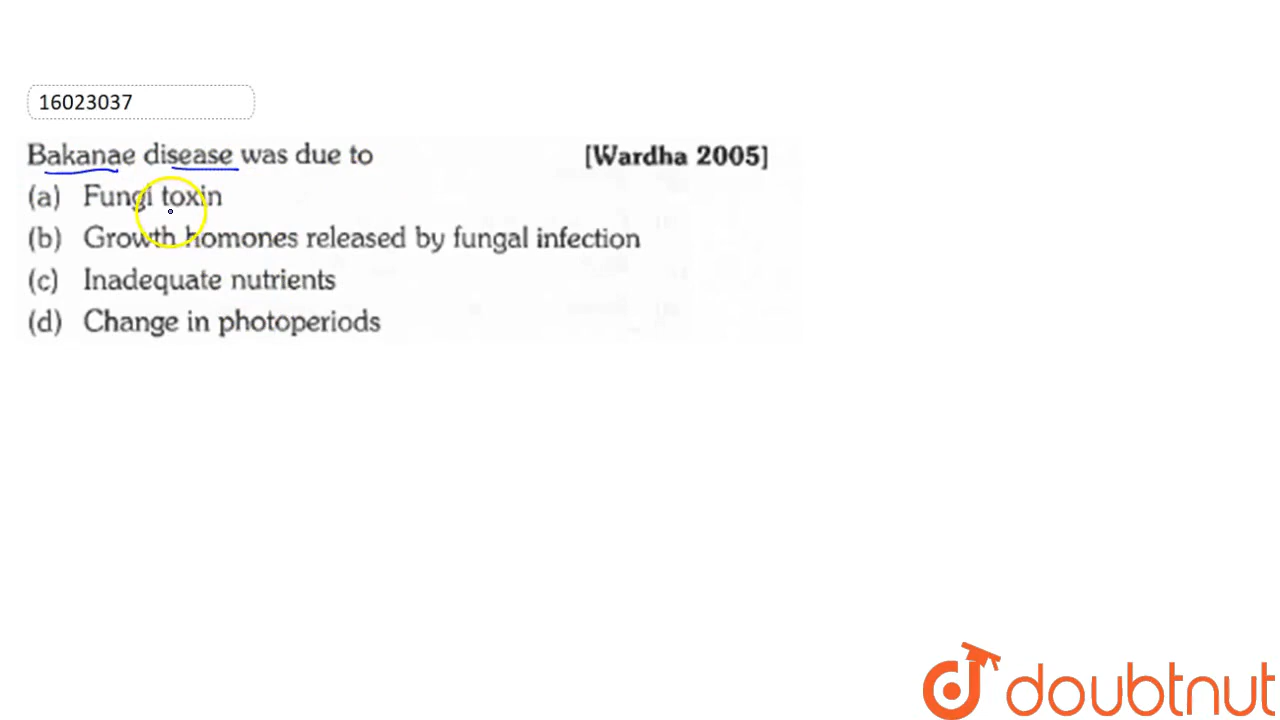 16023037
Bakanae disease was due to [Wardha 2005]
(a) Fungi toxin
(b) Growth homones released by fungal infection
(c) Inadequate nutrients
(d) Change in photoperiods
doubtnut